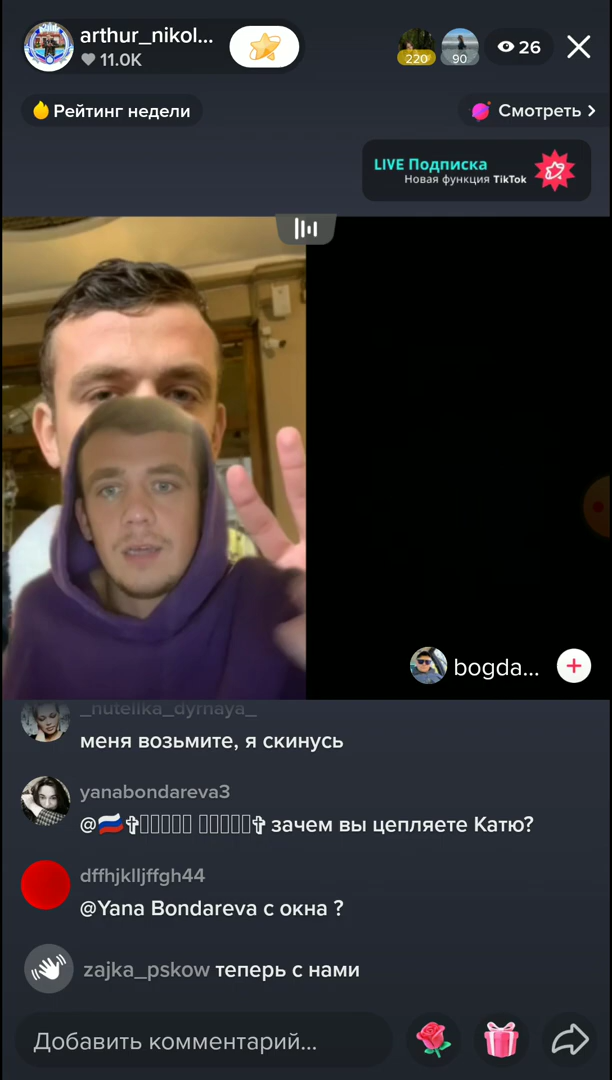 arthur_nikol...
11.0K
220
90
26
Рейтинг недели
Смотреть
LIVE Подписка
Новая функция TikTok
bogda...
_nutellka_dyrnaya_
меня возьмите, я скинусь
yanabondareva3
@🇷🇺✞▯▯▯▯▯ ▯▯▯▯▯✞ зачем вы цепляете Катю?
dffhjklljffgh44
@Yana Bondareva с окна ?
zajka_pskow теперь с нами
Добавить комментарий...